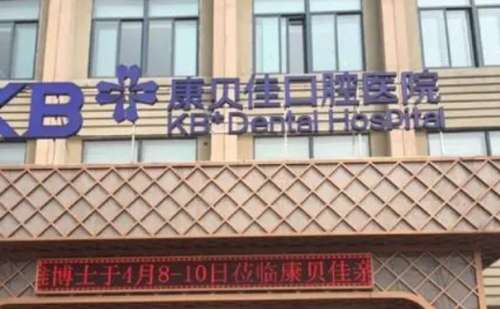 KB 康贝佳口腔医院
KB+Dental Hospital
博士于4月8-10日莅临康贝佳